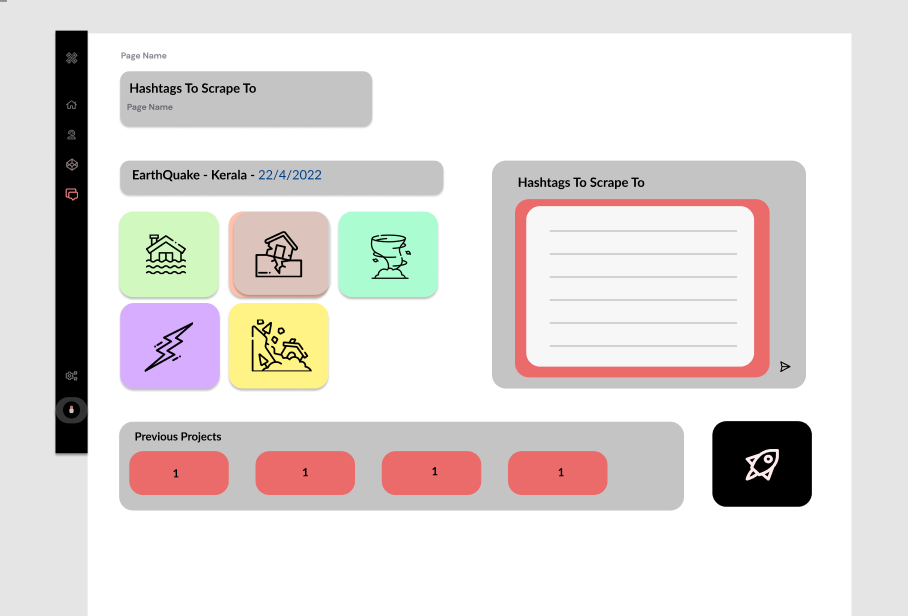 Page Name
Hashtags To Scrape To
Page Name
EarthQuake - Kerala - 22/4/2022
Hashtags To Scrape To
Previous Projects
1
1
1
1